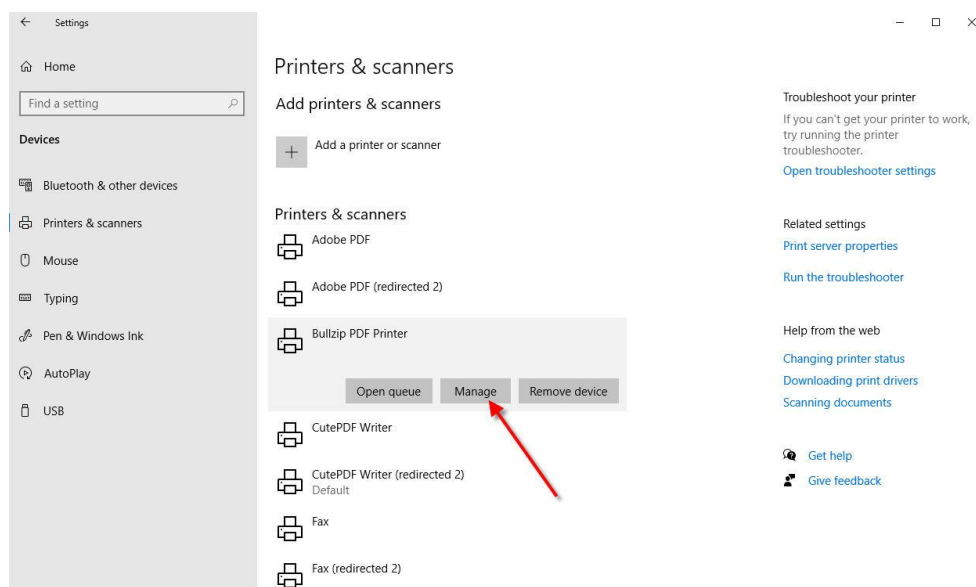 Settings
Home
Find a setting
Devices
Bluetooth & other devices
Printers & scanners
Mouse
Typing
Pen & Windows Ink
AutoPlay
USB
Printers & scanners
Add printers & scanners
Add a printer or scanner
Printers & scanners
Adobe PDF
Adobe PDF (redirected 2)
Bullzip PDF Printer
Open queue Manage Remove device
CutePDF Writer
CutePDF Writer (redirected 2)
Default
Fax
Fax (redirected 2)
Troubleshoot your printer
If you can't get your printer to work,
try running the printer
troubleshooter.
Open troubleshooter settings
Related settings
Print server properties
Run the troubleshooter
Help from the web
Changing printer status
Downloading print drivers
Scanning documents
Get help
Give feedback